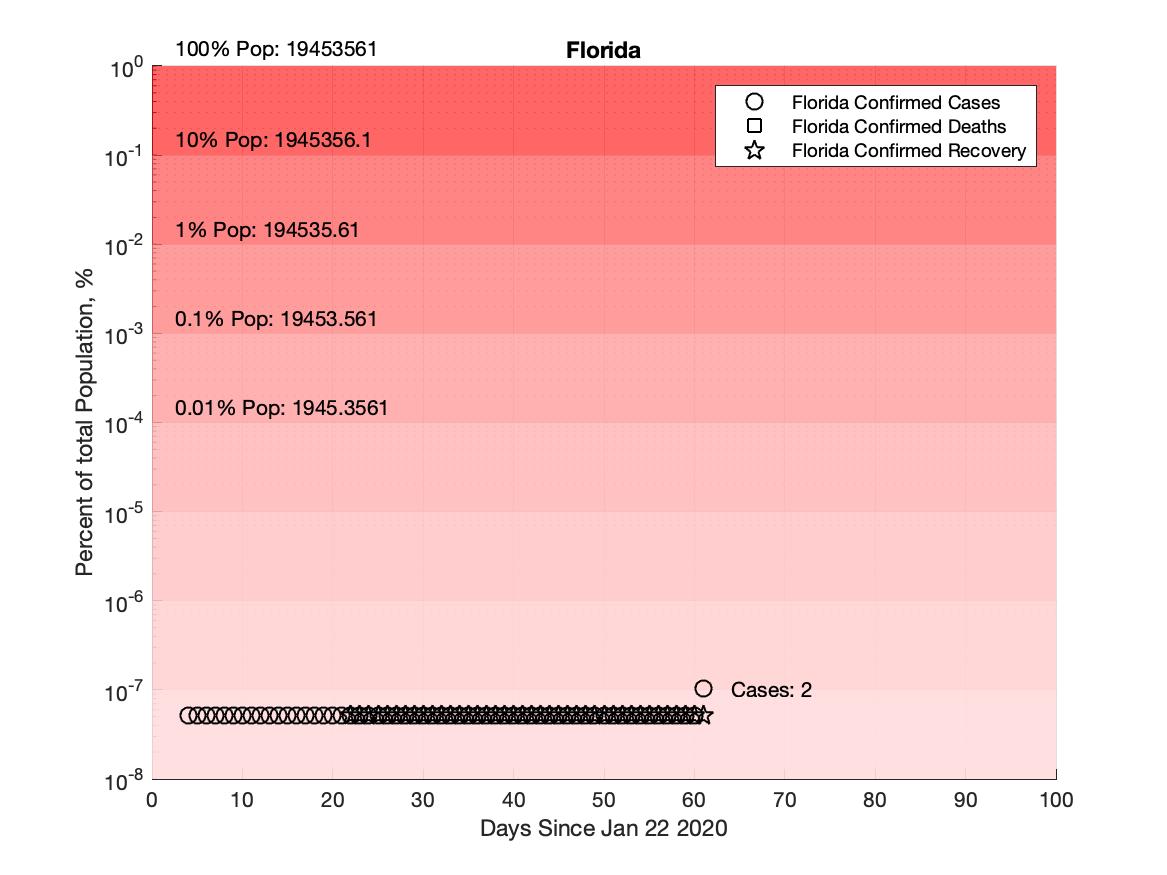 100% Pop: 19453561
Florida
10^0
Florida Confirmed Cases
Florida Confirmed Deaths
Florida Confirmed Recovery
10% Pop: 1945356.1
10^-1
1% Pop: 194535.61
10^-2
0.1% Pop: 19453.561
10^-3
0.01% Pop: 1945.3561
10^-4
10^-5
10^-6
10^-7
10^-8
Percent of total Population, %
Cases: 2
0 10 20 30 40 50 60 70 80 90 100
Days Since Jan 22 2020